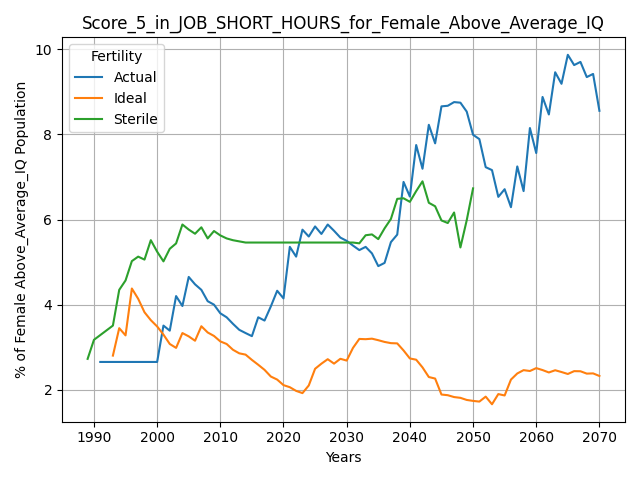 Score_5_in_JOB_SHORT_HOURS_for_Female_Above_Average_IQ
Fertility
Actual
Ideal
Sterile
% of Female Above_Average_IQ Population
10
8
6
4
2
1990 2000 2010 2020 2030 2040 2050 2060 2070
Years